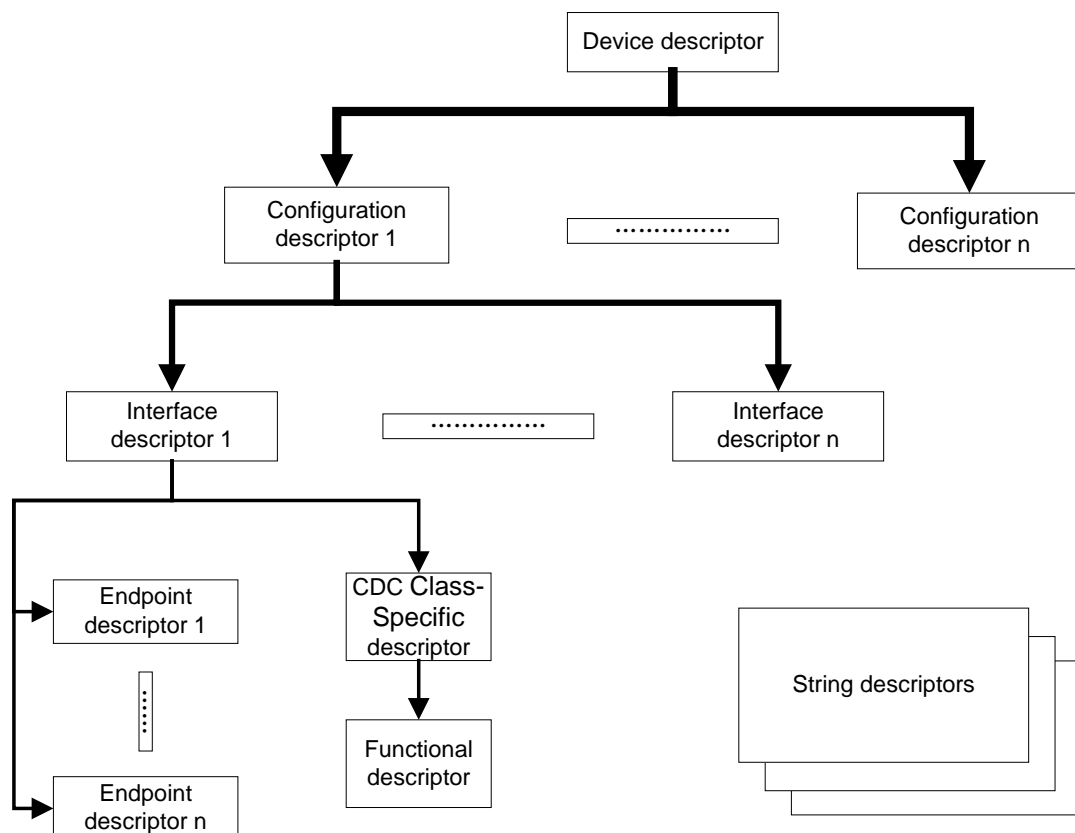 Device descriptor
Configuration
descriptor 1
……………
Configuration
descriptor n
Interface
descriptor 1
……………
Interface
descriptor n
Endpoint
descriptor 1
CDC Class-
Specific
descriptor
……
String descriptors
Functional
descriptor
Endpoint
descriptor n